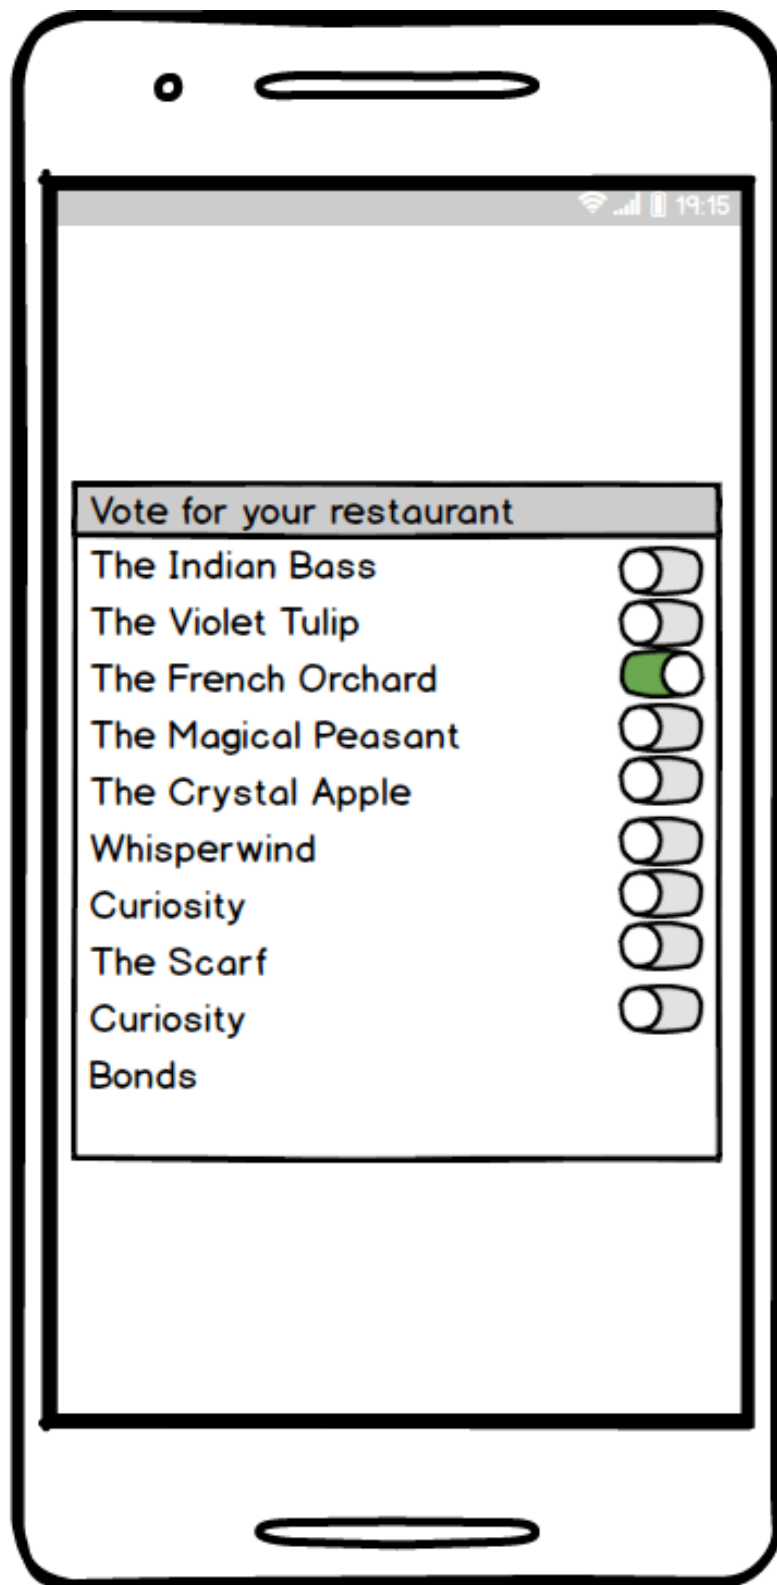 19:15
Vote for your restaurant
The Indian Bass
The Violet Tulip
The French Orchard
The Magical Peasant
The Crystal Apple
Whisperwind
Curiosity
The Scarf
Curiosity
Bonds